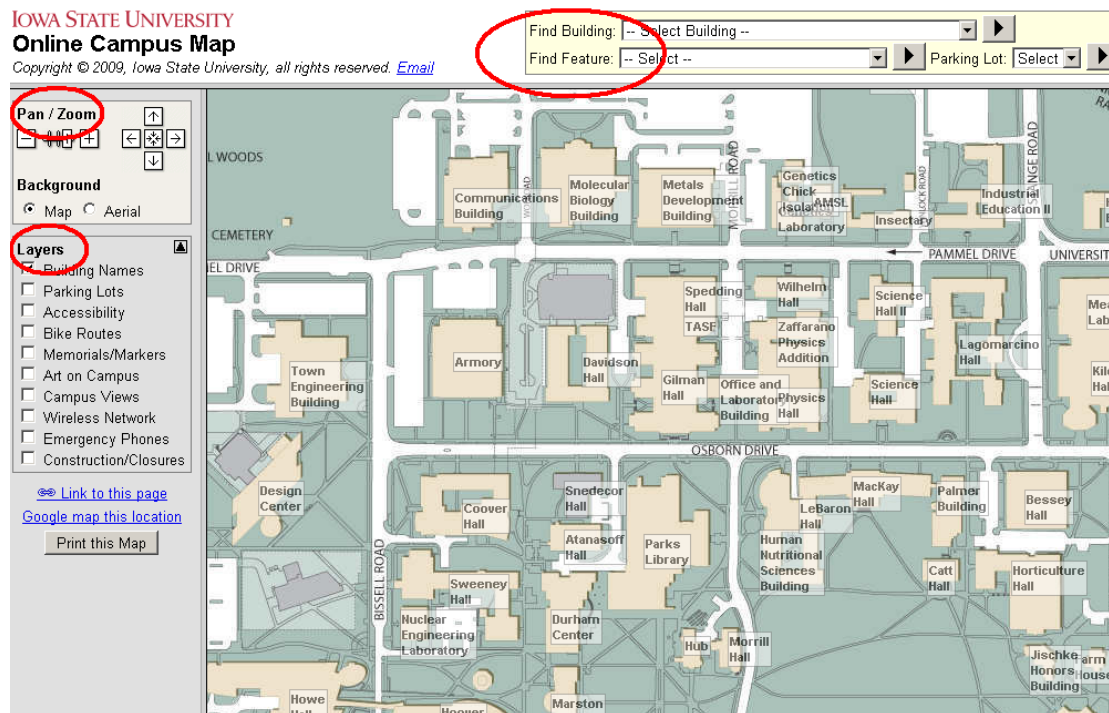 IOWA STATE UNIVERSITY
Online Campus Map
Copyright © 2009, Iowa State University, all rights reserved. Email
Find Building: -- Select Building --
Find Feature: -- Select -- Parking Lot: Select
Pan / Zoom
Background
Map Aerial
Layers
Building Names
Parking Lots
Accessibility
Bike Routes
Memorials/Markers
Art on Campus
Campus Views
Wireless Network
Emergency Phones
Construction/Closures
Link to this page
Google map this location
Print this Map
L WOODS
CEMETERY
Communications
Building
Molecular
Biology
Building
Metals
Development
Building
MORRILL ROAD
Genetics
Chick
Isolation
AMSL
Genetics
Laboratory
Insectary
Industrial
Education II
PAMMEL DRIVE
UNIVERSIT
MEL DRIVE
Town
Engineering
Building
Armory
Davidson
Hall
Spedding
Hall
TASF
Gilman
Hall
Wilhelm
Hall
Zaffarano
Physics
Addition
Office and
Laboratory
Building
Physics
Hall
Science
Hall II
Science
Hall
Lagomarcino
Hall
OSBORN DRIVE
Design
Center
Coover
Hall
Snedecor
Hall
Atanasoff
Hall
Parks
Library
MacKay
Hall
LeBaron
Hall
Human
Nutritional
Sciences
Building
Palmer
Building
Bessey
Hall
Catt
Hall
Horticulture
Hall
BISSELL ROAD
Sweeney
Hall
Nuclear
Engineering
Laboratory
Durham
Center
Hub
Morrill
Hall
Jischke
Honors
Building
Farm
House
Howe
Hall
Hoover
Marston